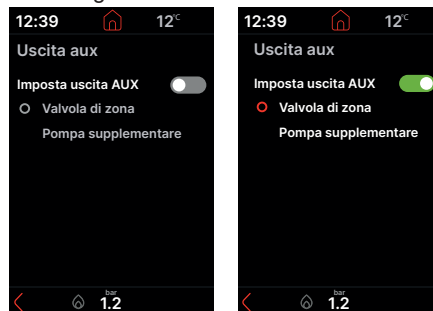 12:39 12°C
Uscita aux
Imposta uscita AUX
Valvola di zona
Pompa supplementare
bar
1.2
12:39 12°C
Uscita aux
Imposta uscita AUX
Valvola di zona
Pompa supplementare
bar
1.2